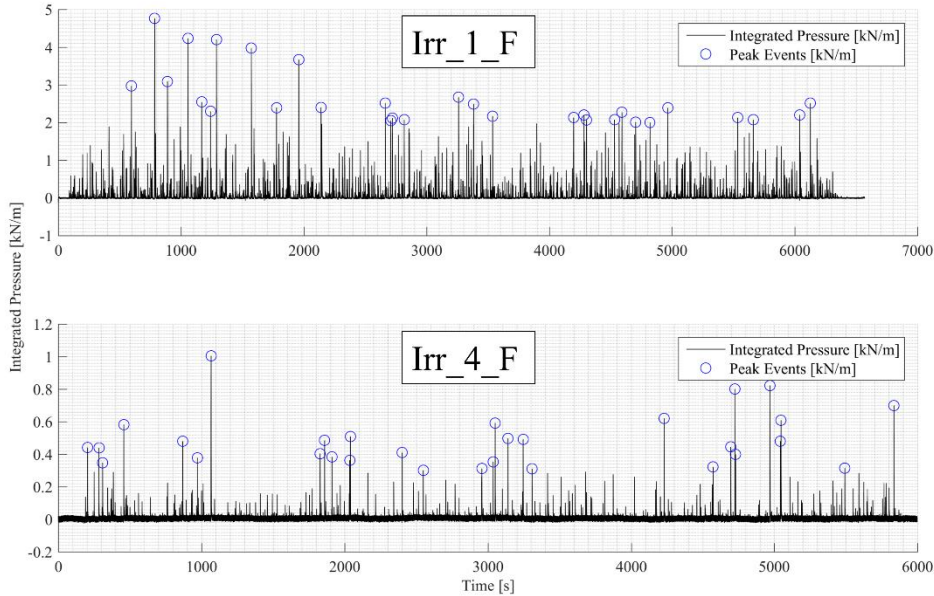 5
4
3
2
1
0
-1
Irr_1_F
Integrated Pressure [kN/m]
Peak Events [kN/m]
0 1000 2000 3000 4000 5000 6000 7000
Integrated Pressure [kN/m]
1.2
1
0.8
0.6
0.4
0.2
0
-0.2
Irr_4_F
Integrated Pressure [kN/m]
Peak Events [kN/m]
0 1000 2000 3000 4000 5000 6000
Time [s]